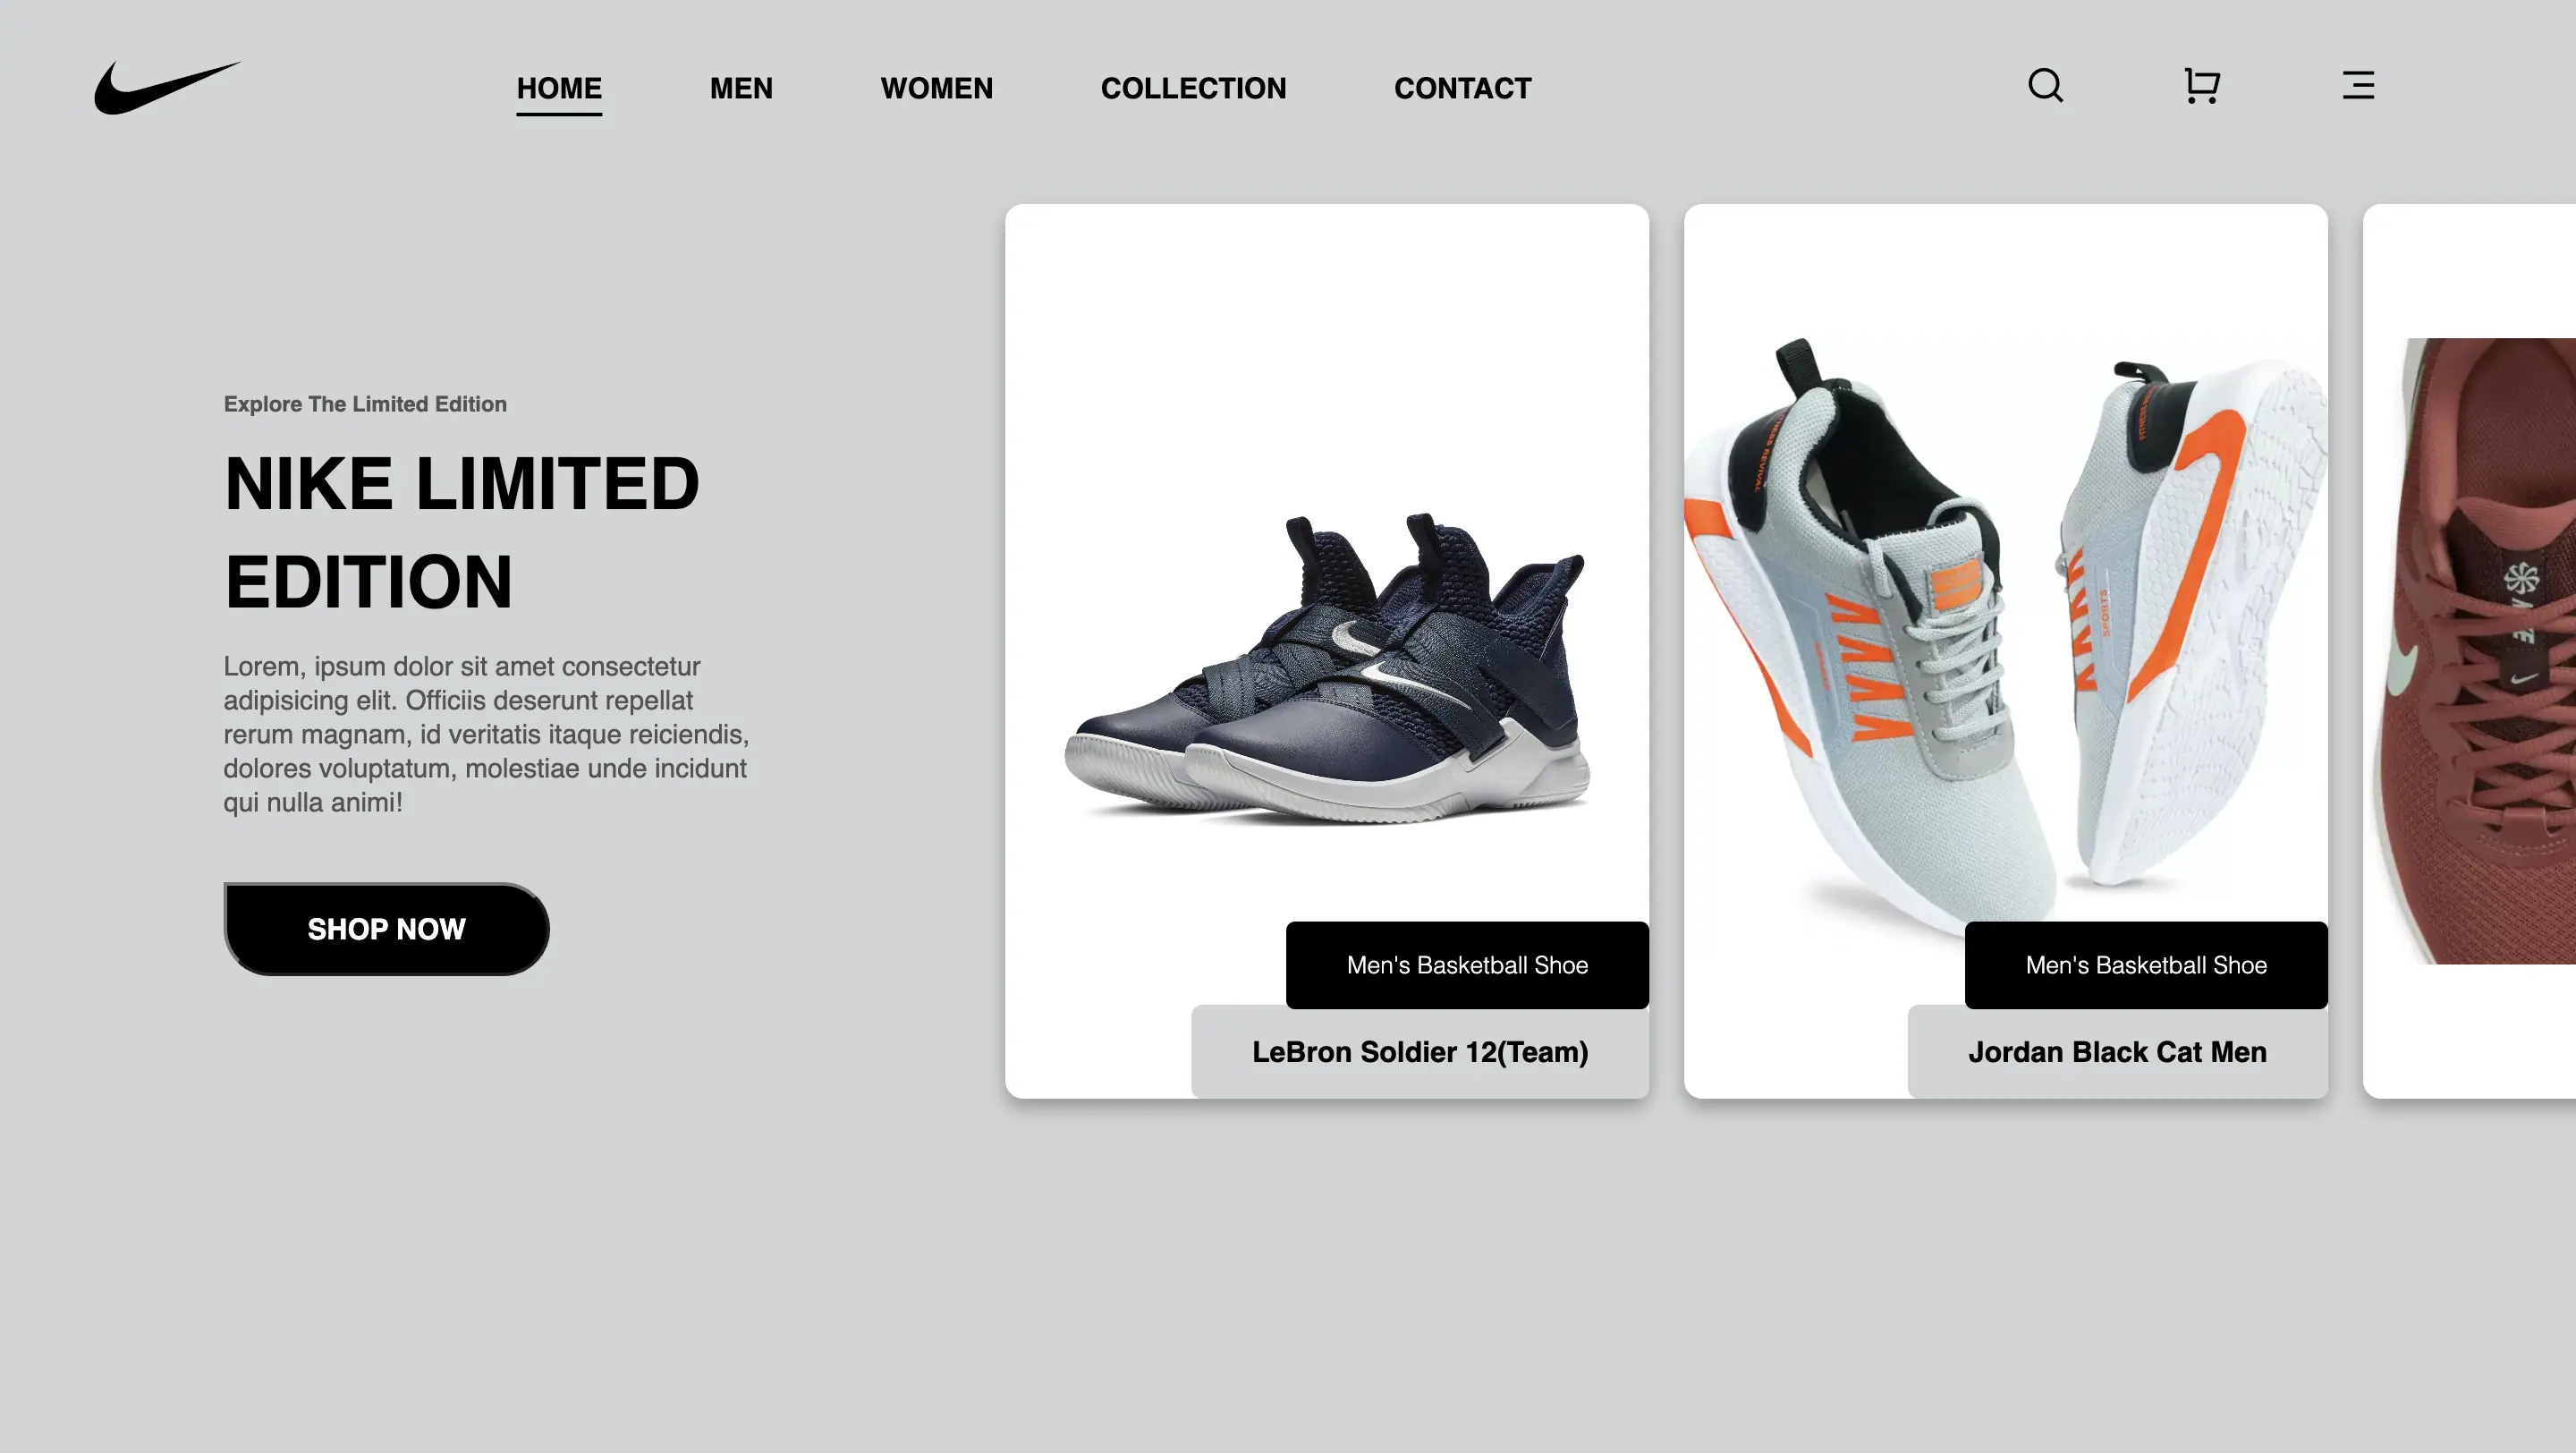 HOME MEN WOMEN COLLECTION CONTACT
Explore The Limited Edition
NIKE LIMITED
EDITION
Lorem, ipsum dolor sit amet consectetur
adipisicing elit. Officiis deserunt repellat
rerum magnam, id veritatis itaque reiciendis,
dolores voluptatum, molestiae unde incidunt
qui nulla animi!
SHOP NOW
Men's Basketball Shoe
LeBron Soldier 12(Team)
SPORTS
Men's Basketball Shoe
Jordan Black Cat Men